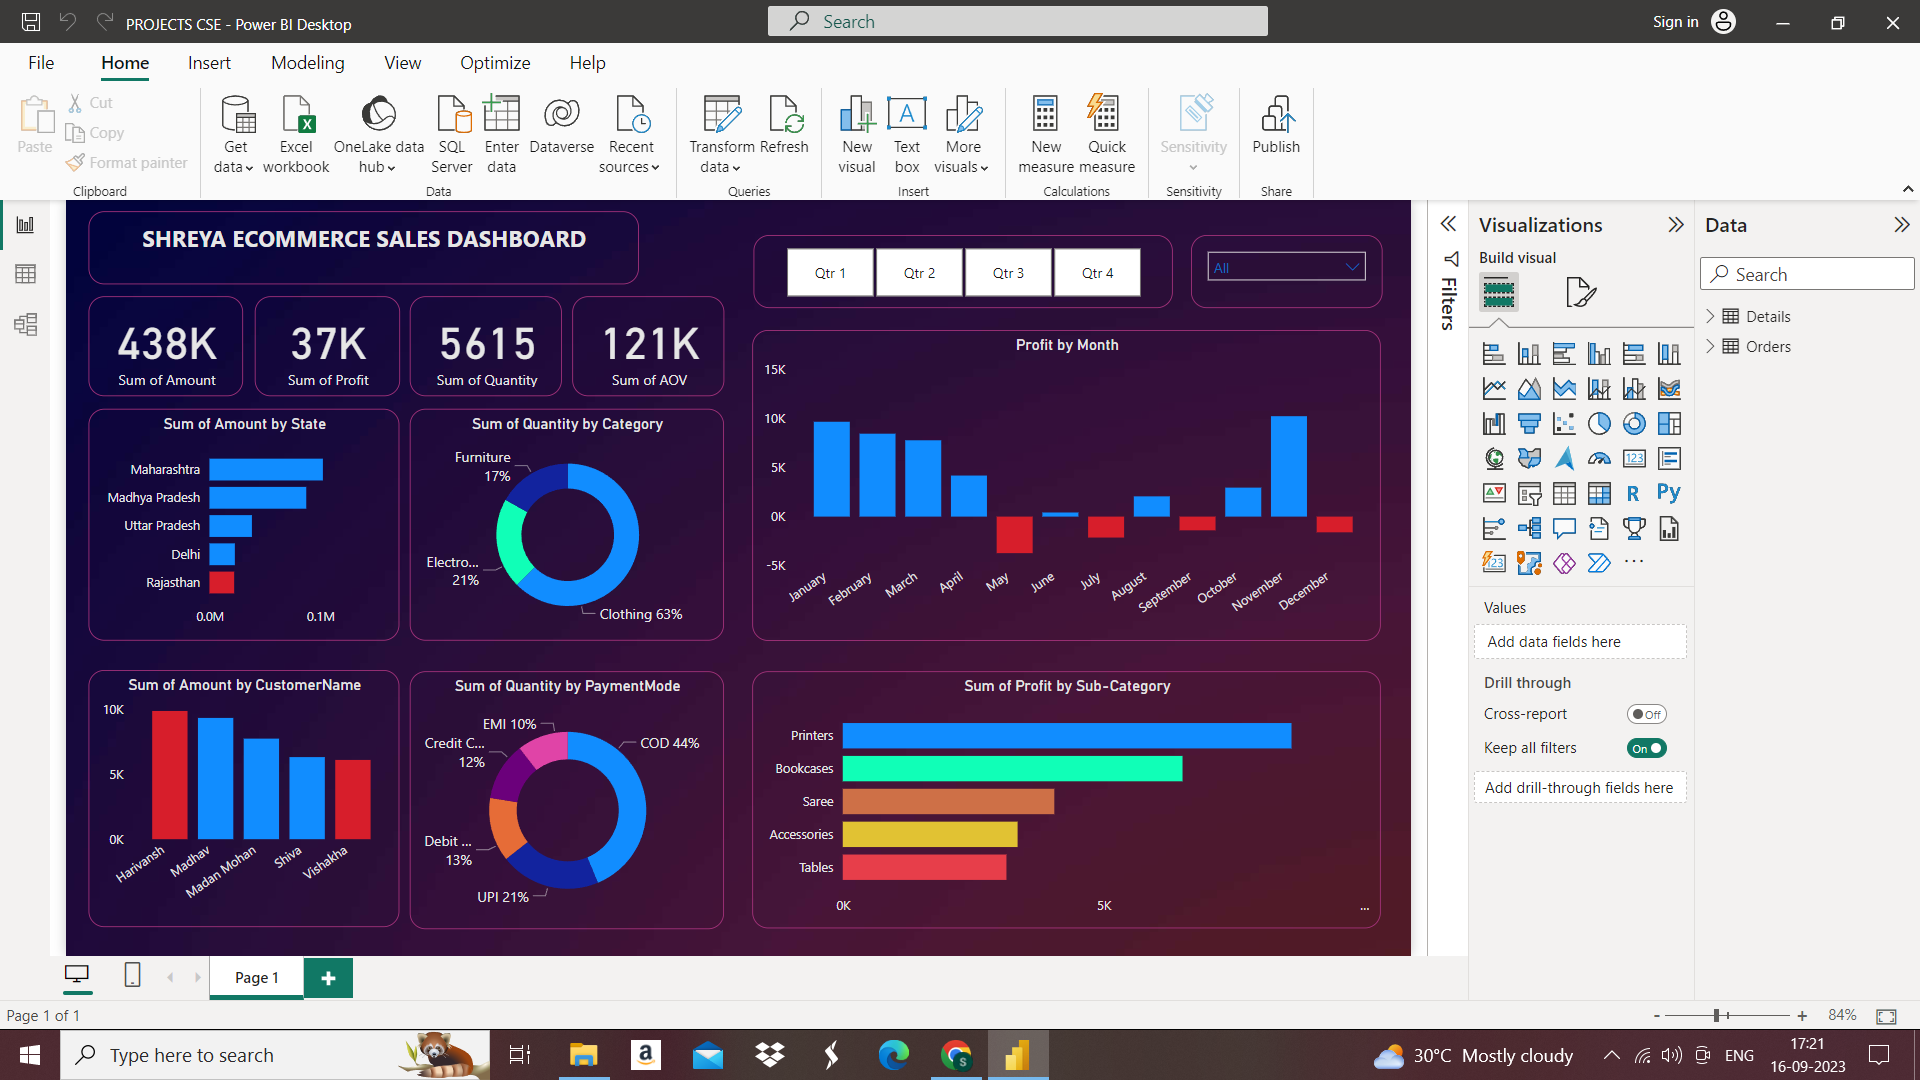 PROJECTS CSE - Power BI Desktop
Search
Sign in
File
Home
Insert
Modeling
View
Optimize
Help
Paste
Cut
Copy
Format painter
Clipboard
Get data
Excel workbook
OneLake data hub
SQL Server
Enter data
Dataverse
Recent sources
Data
Transform data
Refresh
Queries
New visual
Text box
More visuals
Insert
New measure
Quick measure
Calculations
Sensitivity
Sensitivity
Publish
Share
SHREYA ECOMMERCE SALES DASHBOARD
Qtr 1
Qtr 2
Qtr 3
Qtr 4
All
438K
Sum of Amount
37K
Sum of Profit
5615
Sum of Quantity
121K
Sum of AOV
Sum of Amount by State
Maharashtra
Madhya Pradesh
Uttar Pradesh
Delhi
Rajasthan
0.0M
0.1M
Sum of Quantity by Category
Furniture
17%
Electro...
21%
Clothing 63%
Profit by Month
15K
10K
5K
0K
-5K
January
February
March
April
May
June
July
August
September
October
November
December
Sum of Amount by CustomerName
10K
5K
0K
Harivansh
Madhav
Madan Mohan
Shiva
Vishakha
Sum of Quantity by PaymentMode
EMI 10%
Credit C...
12%
COD 44%
Debit ...
13%
UPI 21%
Sum of Profit by Sub-Category
Printers
Bookcases
Saree
Accessories
Tables
0K
5K
...
Filters
Visualizations
Build visual
123
R
Py
123
...
Values
Add data fields here
Drill through
Cross-report
Off
Keep all filters
On
Add drill-through fields here
Data
Search
Details
Orders
Page 1
Page 1 of 1
-
+
84%
Type here to search
a
S
30°C Mostly cloudy
ENG
17:21
16-09-2023